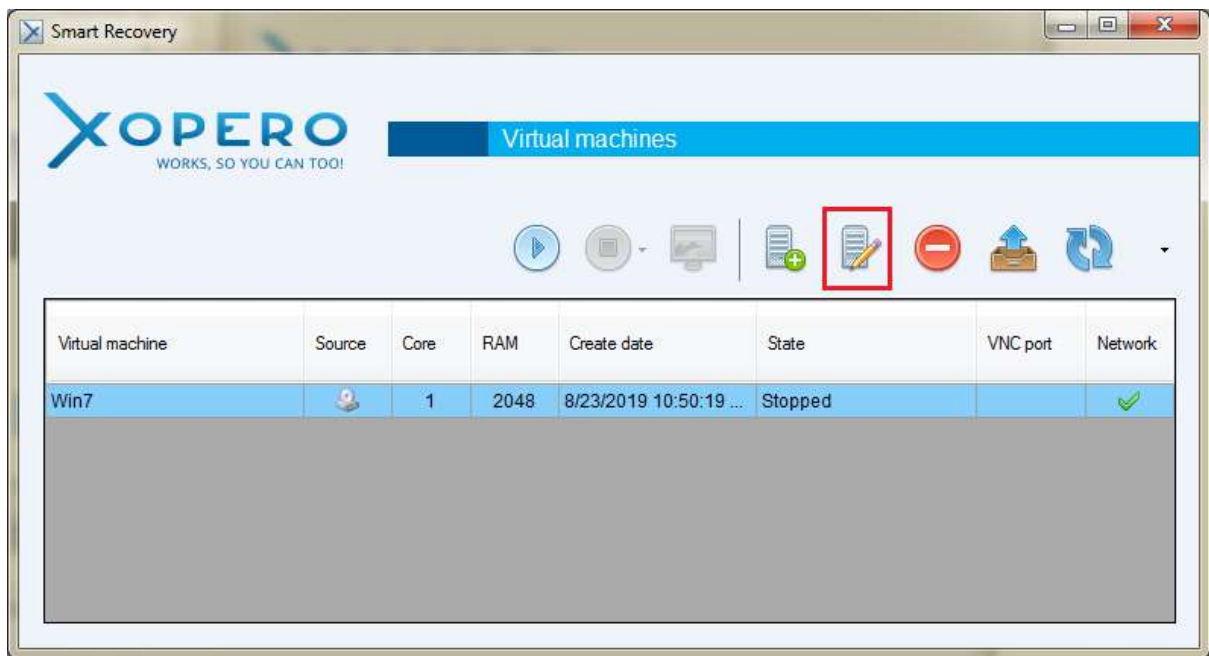 Smart Recovery
XOPERO
WORKS, SO YOU CAN TOO!
Virtual machines
Virtual machine Source Core RAM Create date State VNC port Network
Win7 1 2048 8/23/2019 10:50:19 ... Stopped